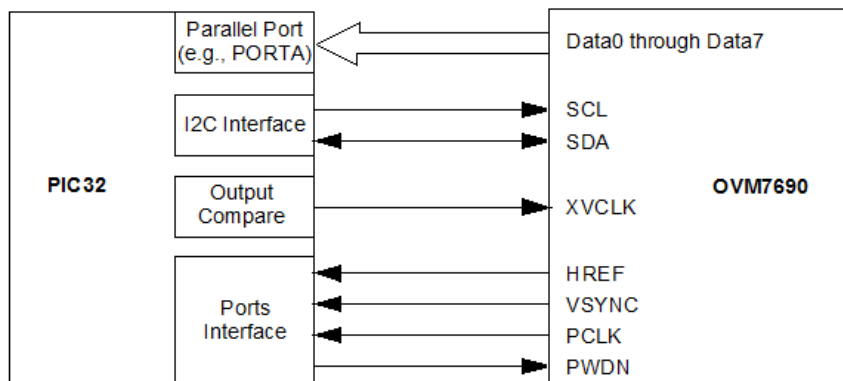 Parallel Port
(e.g., PORTA)
Data0 through Data7
I2C Interface
SCL
SDA
PIC32
OVM7690
Output
Compare
XVCLK
Ports
Interface
HREF
VSYNC
PCLK
PWDN